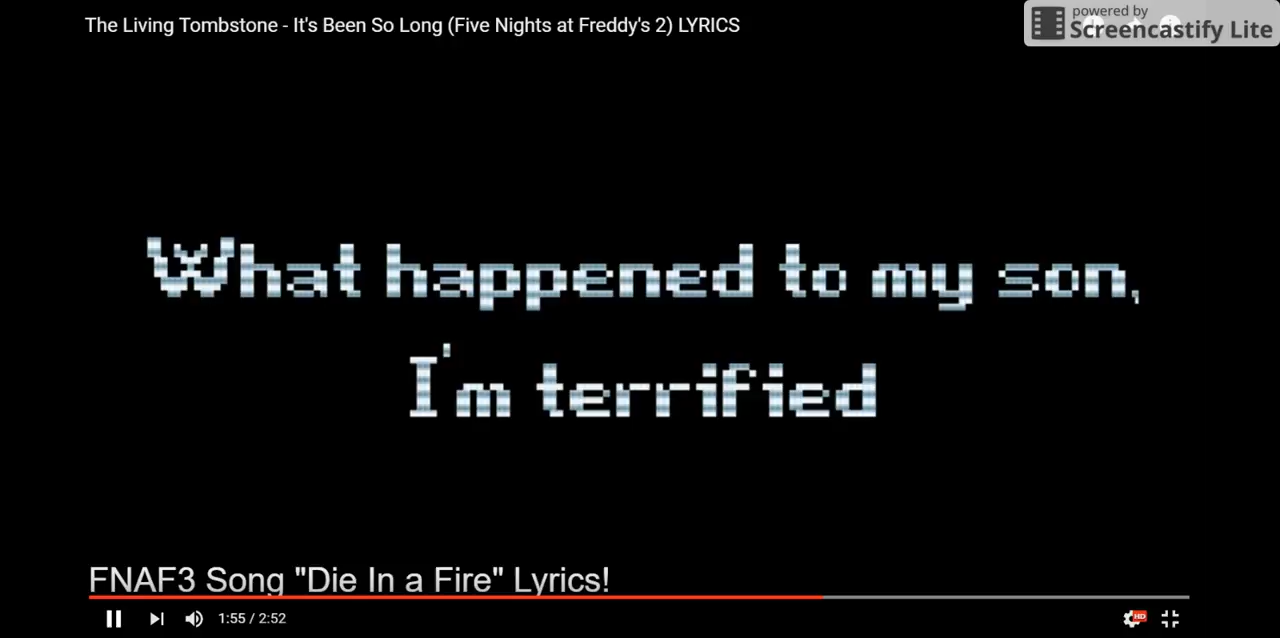 The Living Tombstone - It's Been So Long (Five Nights at Freddy's 2) LYRICS
powered by
Screencastify Lite
What happened to my son,
I'm terrified
FNAF3 Song "Die In a Fire" Lyrics!
1:55 / 2:52
HD